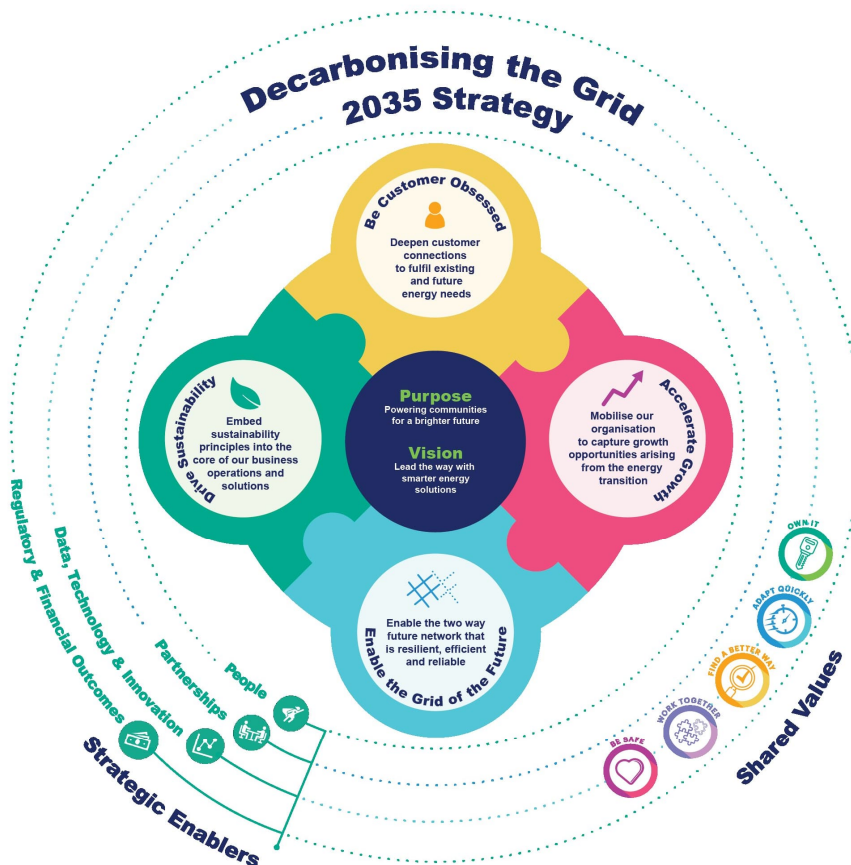 Decarbonising the Grid
2035 Strategy
Be Customer Obsessed
Deepen customer
connections
to fulfil existing
and future
energy needs
Drive Sustainability
Embed
sustainability
principles into the
core of our business
operations and
solutions
Purpose
Powering communities
for a brighter future
Vision
Lead the way with
smarter energy
solutions
Accelerate Growth
Mobilise our
organisation
to capture growth
opportunities arising
from the energy
transition
Enable the two way
future network that
is resilient, efficient
and reliable
Enable the Grid of the Future
Regulatory & Financial Outcomes
Data, Technology & Innovation
Partnerships
People
Strategic Enablers
OWN IT
ADAPT QUICKLY
FIND A BETTER WAY
WORK TOGETHER
BE SAFE
Shared Values